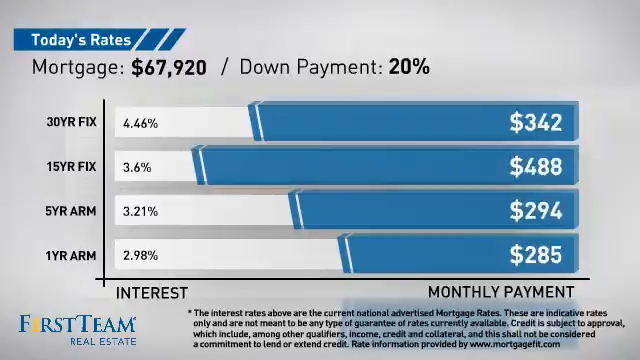 Today's Rates
Mortgage: $67,920 / Down Payment: 20%
30YR FIX 4.46% $342
15YR FIX 3.6% $488
5YR ARM 3.21% $294
1YR ARM 2.98% $285
INTEREST MONTHLY PAYMENT
FIRSTTEAM®
REAL ESTATE
* The interest rates above are the current national advertised Mortgage Rates. These are indicative rates
only and are not meant to be any type of guarantee of rates currently available. Credit is subject to approval,
which include, among other qualifiers, income, credit and collateral, and this shall not be considered
a commitment to lend or extend credit. Rate information provided by www.mortgagefit.com